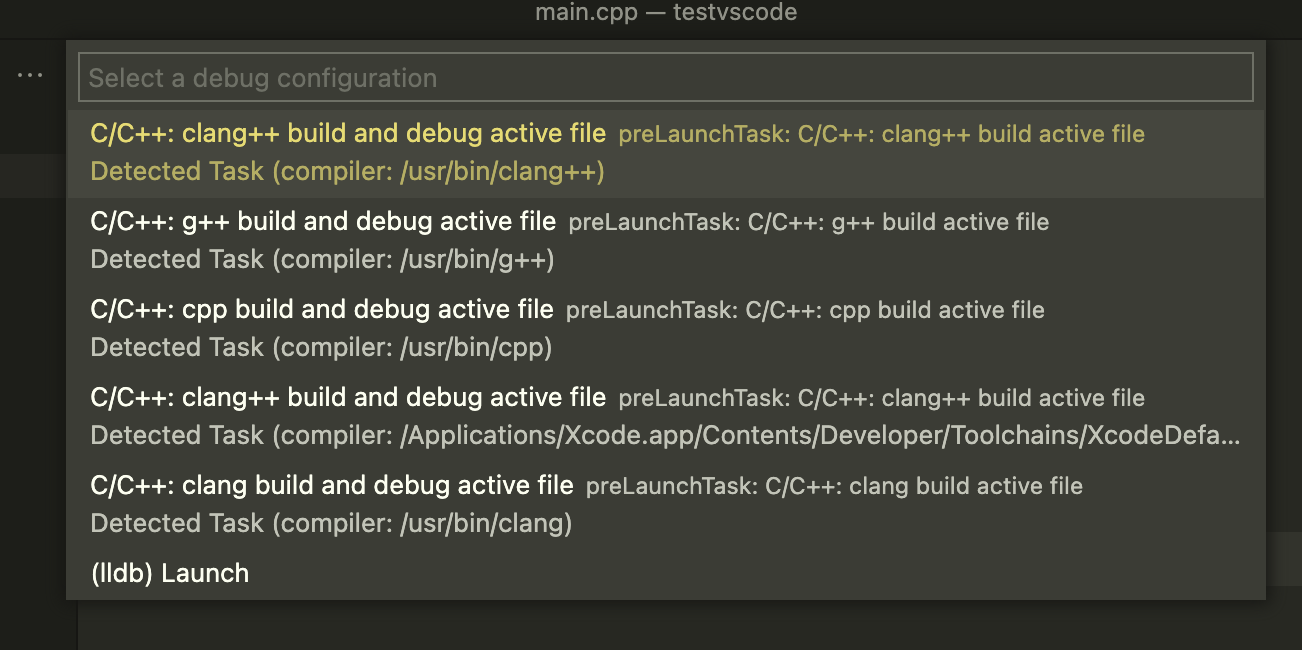 main.cpp — testvscode
...
Select a debug configuration
C/C++: clang++ build and debug active file preLaunchTask: C/C++: clang++ build active file
Detected Task (compiler: /usr/bin/clang++)
C/C++: g++ build and debug active file preLaunchTask: C/C++: g++ build active file
Detected Task (compiler: /usr/bin/g++)
C/C++: cpp build and debug active file preLaunchTask: C/C++: cpp build active file
Detected Task (compiler: /usr/bin/cpp)
C/C++: clang++ build and debug active file preLaunchTask: C/C++: clang++ build active file
Detected Task (compiler: /Applications/Xcode.app/Contents/Developer/Toolchains/XcodeDefa...
C/C++: clang build and debug active file preLaunchTask: C/C++: clang build active file
Detected Task (compiler: /usr/bin/clang)
(lldb) Launch